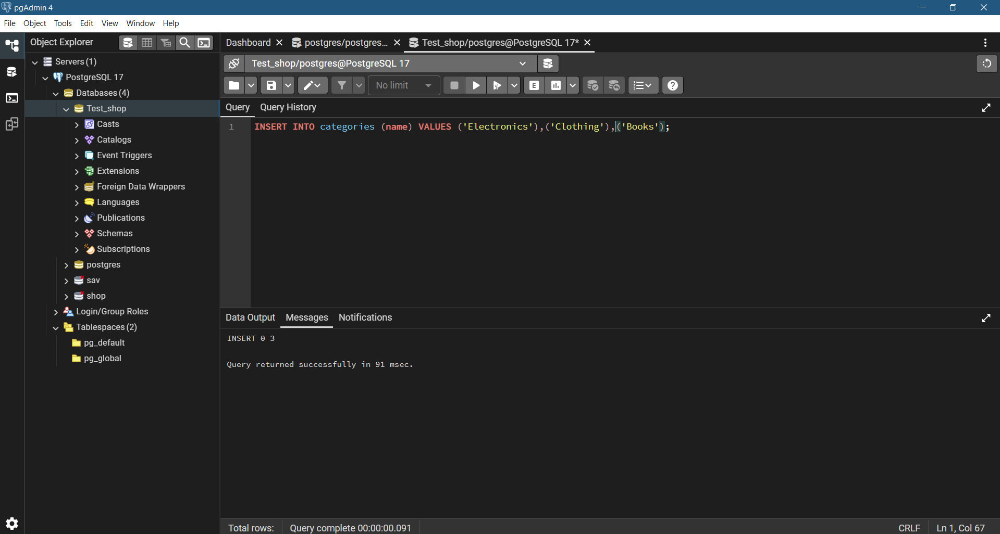 pgAdmin 4
File Object Tools Edit View Window Help
Object Explorer
Dashboard postgres/postgres... Test_shop/postgres@PostgreSQL 17*
Servers (1)
PostgreSQL 17
Databases (4)
Test_shop
Casts
Catalogs
Event Triggers
Extensions
Foreign Data Wrappers
Languages
Publications
Schemas
Subscriptions
postgres
sav
shop
Login/Group Roles
Tablespaces (2)
pg_default
pg_global
Test_shop/postgres@PostgreSQL 17
No limit
E
Query Query History
1 INSERT INTO categories (name) VALUES ('Electronics'),('Clothing'),('Books');
Data Output Messages Notifications
INSERT 0 3
Query returned successfully in 91 msec.
Total rows: Query complete 00:00:00.091 CRLF Ln 1, Col 67